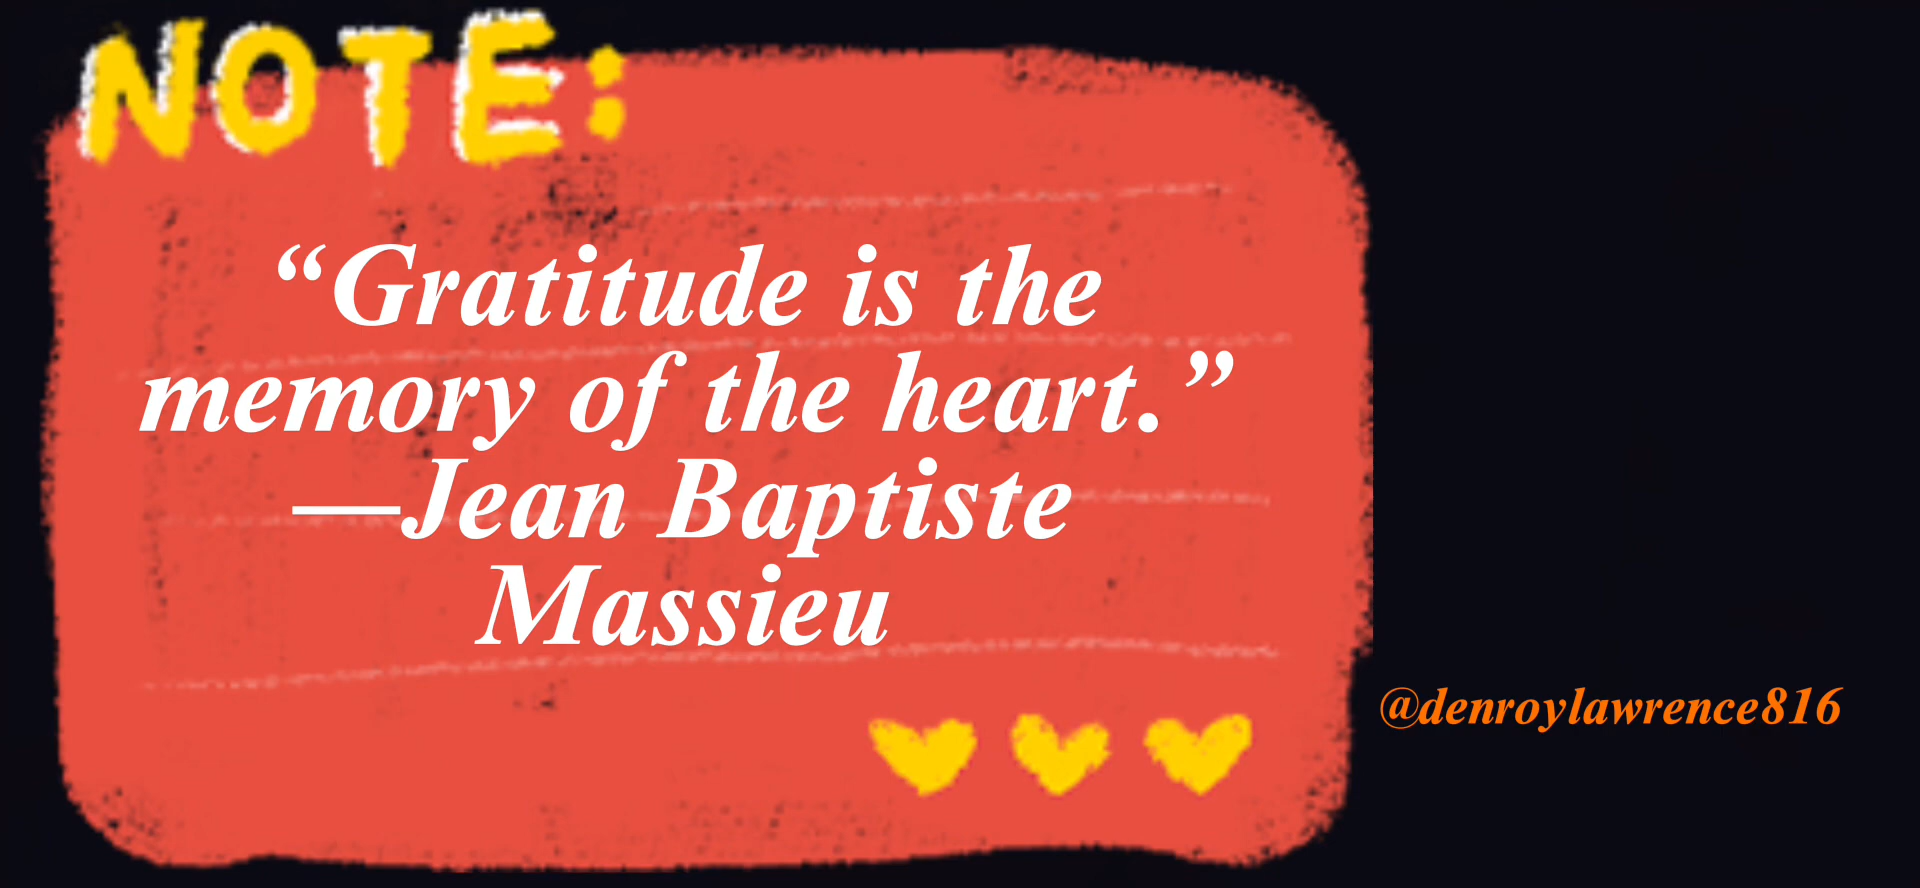 NOTE:
“Gratitude is the
memory of the heart.”
—Jean Baptiste
Massieu
@denroylawrence816